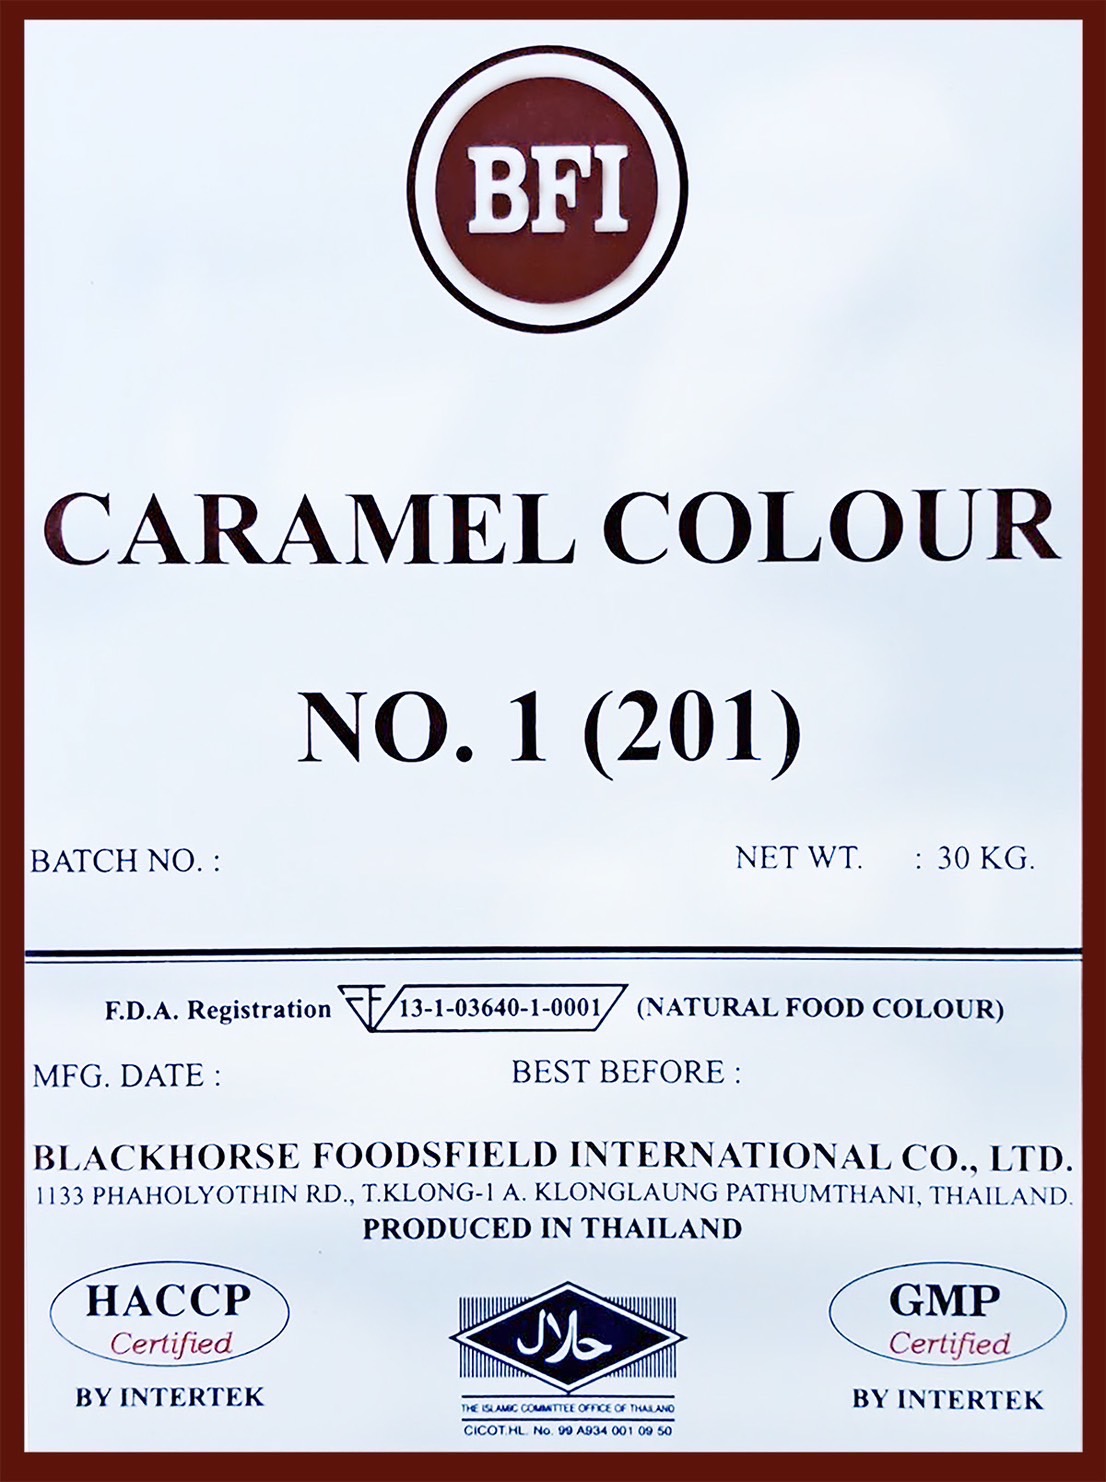 BFI
CARAMEL COLOUR
NO. 1 (201)
BATCH NO. :
NET WT. : 30 KG.
F.D.A. Registration 13-1-03640-1-0001 (NATURAL FOOD COLOUR)
MFG. DATE :
BEST BEFORE :
BLACKHORSE FOODSFIELD INTERNATIONAL CO., LTD.
1133 PHAHOLYOTHIN RD., T.KLONG-1 A. KLONGLAUNG PATHUMTHANI, THAILAND.
PRODUCED IN THAILAND
HACCP
Certified
BY INTERTEK
حلال
THE ISLAMIC COMMITTEE OFFICE OF THAILAND
CICOT.HL. No. 99 A934 001 09 50
GMP
Certified
BY INTERTEK